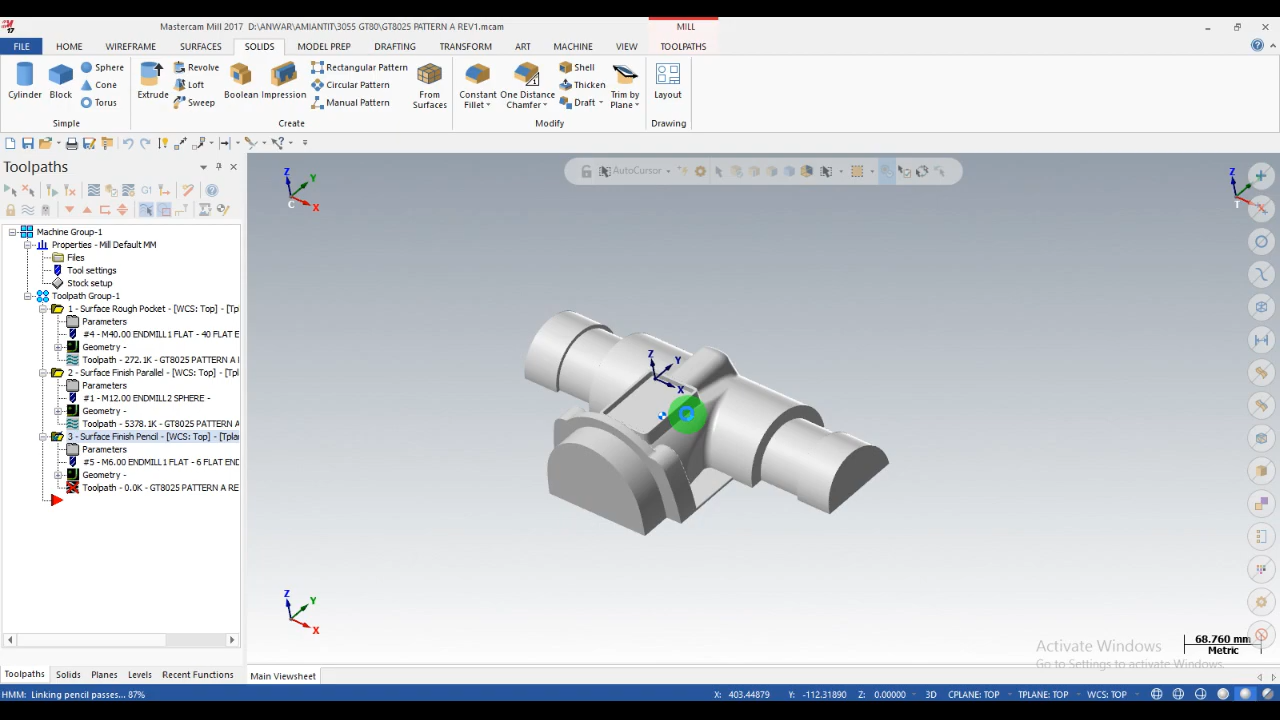 Mastercam Mill 2017  D:\ANWAR\AMIANTIT\3055 GT80\GT8025 PATTERN A REV1.mcam
MILL
FILE HOME WIREFRAME SURFACES SOLIDS MODEL PREP DRAFTING TRANSFORM ART MACHINE VIEW TOOLPATHS
Cylinder Block Sphere Cone Torus
Simple
Extrude Revolve Loft Sweep Boolean Impression Rectangular Pattern Circular Pattern Manual Pattern From Surfaces
Create
Constant Fillet One Distance Chamfer Shell Thicken Draft Trim by Plane
Modify
Layout
Drawing
Toolpaths
AutoCursor
G1
Machine Group-1
Properties - Mill Default MM
Files
Tool settings
Stock setup
Toolpath Group-1
1 - Surface Rough Pocket - [WCS: Top] - [Tpl
Parameters
#4 - M40.00 ENDMILL1 FLAT - 40 FLAT E
Geometry -
Toolpath - 272.1K - GT8025 PATTERN A
2 - Surface Finish Parallel - [WCS: Top] - [Tpl
Parameters
#1 - M12.00 ENDMILL2 SPHERE -
Geometry -
Toolpath - 5378.1K - GT8025 PATTERN A
3 - Surface Finish Pencil - [WCS: Top] - [Tplan
Parameters
#5 - M6.00 ENDMILL1 FLAT - 6 FLAT END
Geometry -
Toolpath - 0.0K - GT8025 PATTERN A RE
Z Y X C
Z T
Z Y X
Z Y X
Activate Windows
Go to Settings to activate Windows.
68.760 mm
Metric
Toolpaths Solids Planes Levels Recent Functions
Main Viewsheet
HMM: Linking pencil passes... 87%
X: 403.44879 Y: -112.31890 Z: 0.00000 3D CPLANE: TOP TPLANE: TOP WCS: TOP